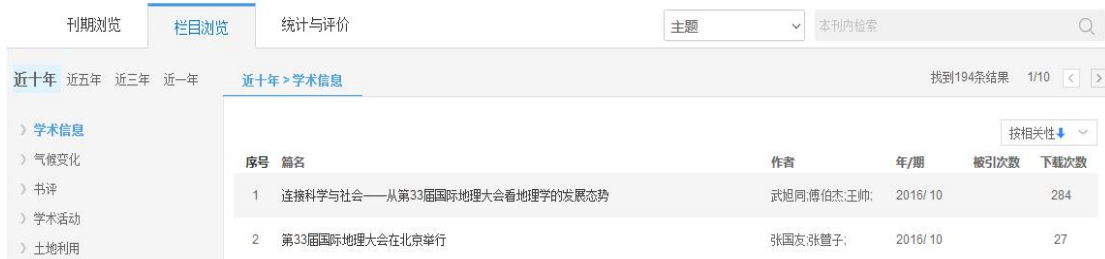 刊期浏览 栏目浏览 统计与评价 主题 本刊内检索
近十年 近五年 近三年 近一年 近十年 > 学术信息 找到194条结果 1/10 < >
》 学术信息 按相关性
》 气候变化 序号 篇名 作者 年/期 被引次数 下载次数
》 书评 1 连接科学与社会——从第33届国际地理大会看地理学的发展态势 武旭同;傅伯杰;王帅; 2016/ 10 284
》 学术活动
》 土地利用 2 第33届国际地理大会在北京举行 张国友;张曹子; 2016/ 10 27